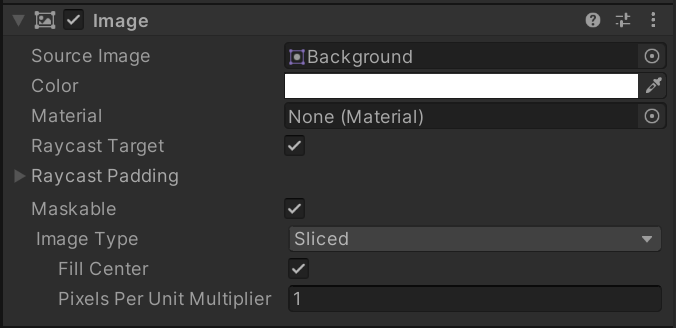 Image
Source Image Background
Color
Material None (Material)
Raycast Target
Raycast Padding
Maskable
Image Type Sliced
Fill Center
Pixels Per Unit Multiplier 1